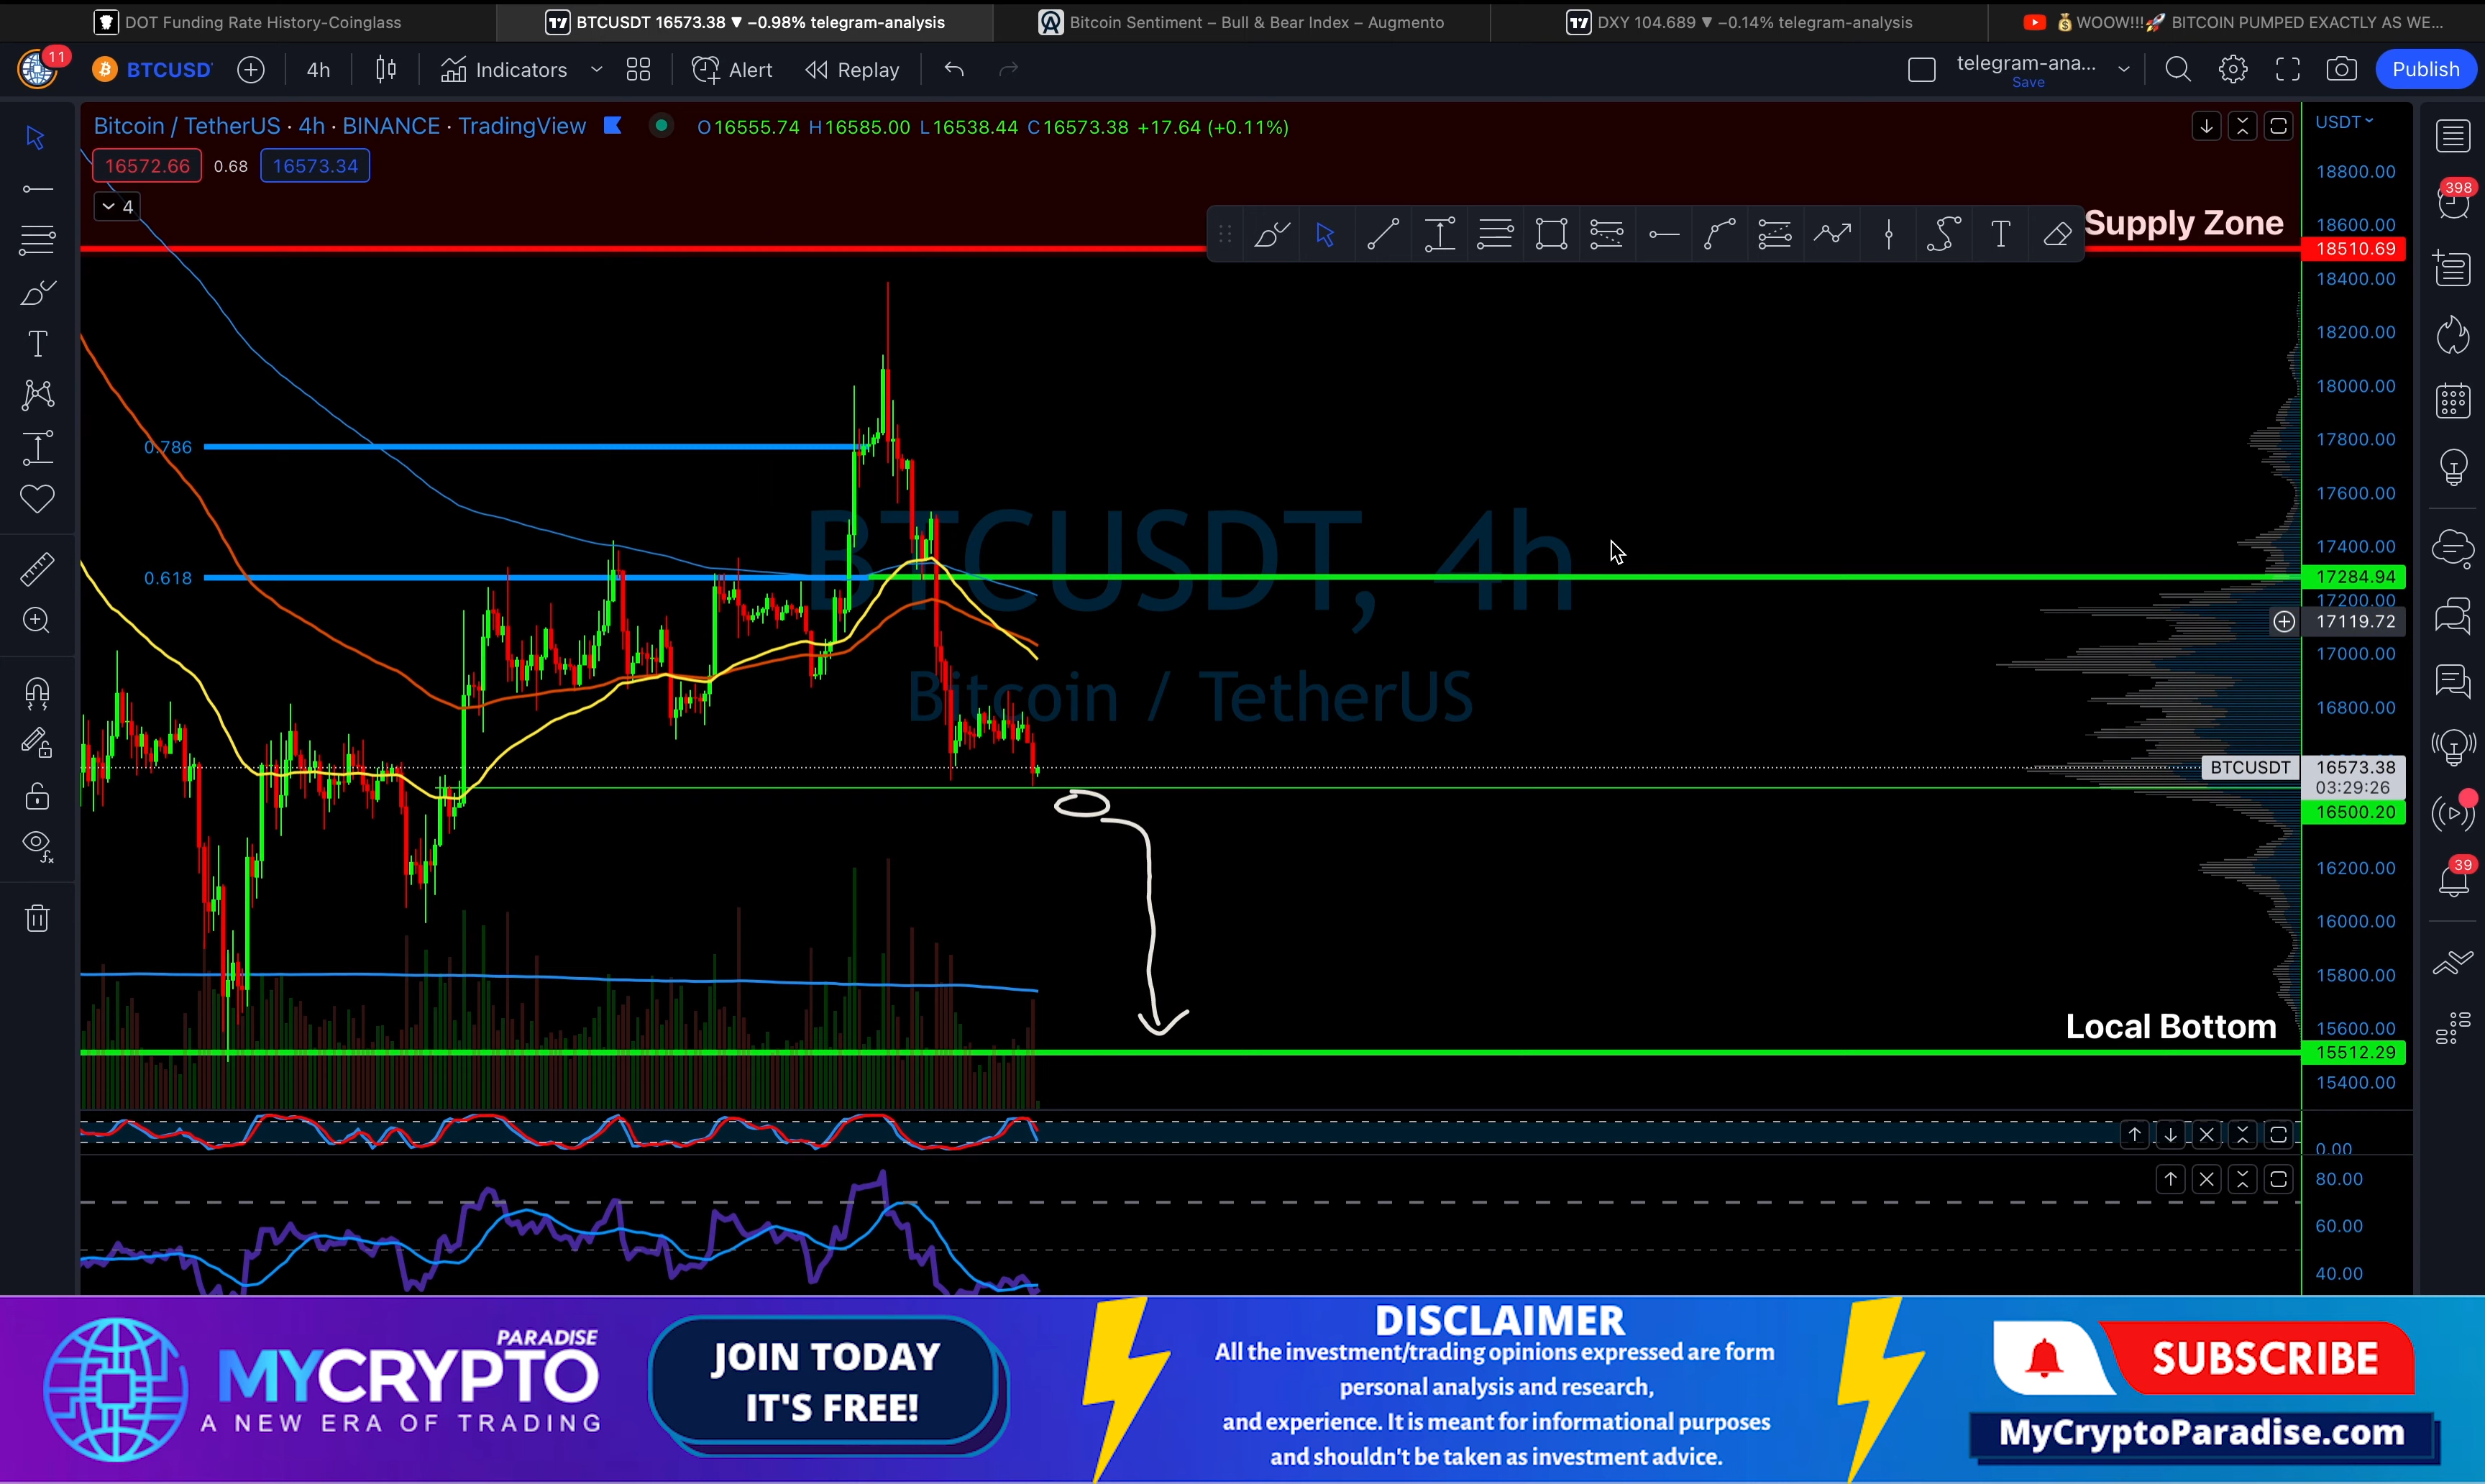 DOT Funding Rate History-Coinglass
BTCUSDT 16573.38 ▼ −0.98% telegram-analysis
Bitcoin Sentiment – Bull & Bear Index – Augmento
DXY 104.689 ▼ −0.14% telegram-analysis
💰WOOW!!!🚀 BITCOIN PUMPED EXACTLY AS WE...
11
BTCUSD
4h
Indicators
Alert
Replay
telegram-ana...
Save
Publish
Bitcoin / TetherUS · 4h · BINANCE · TradingView
O16555.74 H16585.00 L16538.44 C16573.38 +17.64 (+0.11%)
USDT
16572.66
0.68
16573.34
4
18800.00
18600.00
Supply Zone
18510.69
18400.00
18200.00
18000.00
17800.00
17600.00
17400.00
17284.94
17200.00
17119.72
17000.00
16800.00
BTCUSDT
16573.38
03:29:26
16500.20
16200.00
16000.00
15800.00
15600.00
Local Bottom
15512.29
15400.00
0.00
80.00
60.00
40.00
0.786
0.618
BTCUSDT, 4h
Bitcoin / TetherUS
398
39
PARADISE
MYCRYPTO
A NEW ERA OF TRADING
JOIN TODAY
IT'S FREE!
DISCLAIMER
All the investment/trading opinions expressed are form
personal analysis and research,
and experience. It is meant for informational purposes
and shouldn't be taken as investment advice.
SUBSCRIBE
MyCryptoParadise.com